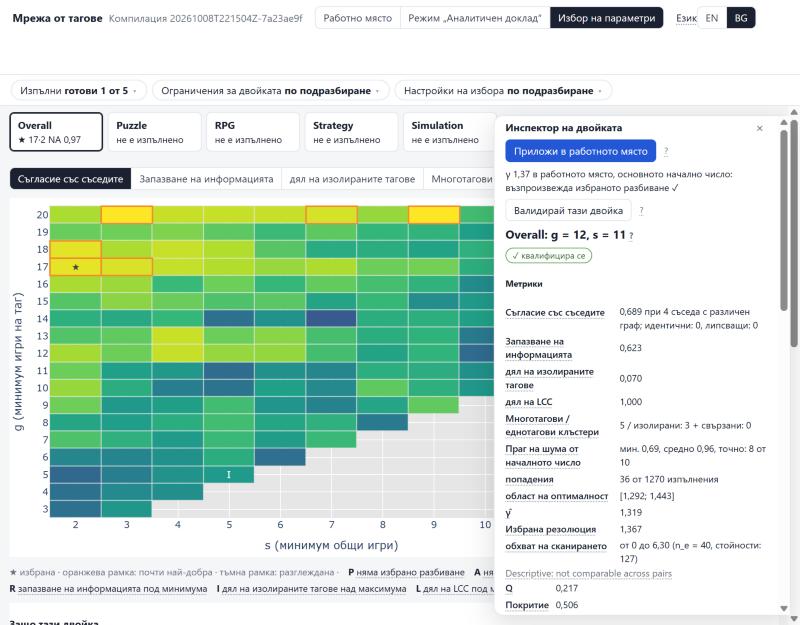 Мрежа от тагове Компилация 20261008T221504Z-7a23ae9f Работно място Режим „Аналитичен доклад“ Избор на параметри Език EN BG
Изпълни готови 1 от 5 Ограничения за двойката по подразбиране Настройки на избора по подразбиране
Overall Puzzle RPG Strategy Simulation
★ 17·2 NA 0,97 не е изпълнено не е изпълнено не е изпълнено не е изпълнено
Съгласие със съседите Запазване на информацията дял на изолираните тагове Многотагови
20
19
18
17 ★
16
15
14
13
12
11
10
9
8
7
6
5 I
4
3
g (минимум игри на таг)
2 3 4 5 6 7 8 9 10
s (минимум общи игри)
★ избрана · оранжева рамка: почти най-добра · тъмна рамка: разглеждана · P няма избрано разбиване A
R запазване на информацията под минимума I дял на изолираните тагове над максимума L дял на LCC под
Защо тази двойка
Инспектор на двойката ×
Приложи в работното място ?
γ 1,37 в работното място, основното начално число:
възпроизвежда избраното разбиване ✓
Валидирай тази двойка ?
Overall: g = 12, s = 11 ?
✓ квалифицира се
Метрики
Съгласие със съседите 0,689 при 4 съседа с различен
граф; идентични: 0, липсващи: 0
Запазване на
информацията 0,623
дял на изолираните
тагове 0,070
дял на LCC 1,000
Многотагови /
еднотагови клъстери 5 / изолирани: 3 + свързани: 0
Праг на шума от
началното число мин. 0,69, средно 0,96, точно: 8 от
10
попадения 36 от 1270 изпълнения
област на оптималност [1,292; 1,443]
γ̂ 1,319
Избрана резолюция 1,367
обхват на сканирането от 0 до 6,30 (n_e = 40, стойности:
127)
Descriptive: not comparable across pairs
Q 0,217
Покритие 0,506